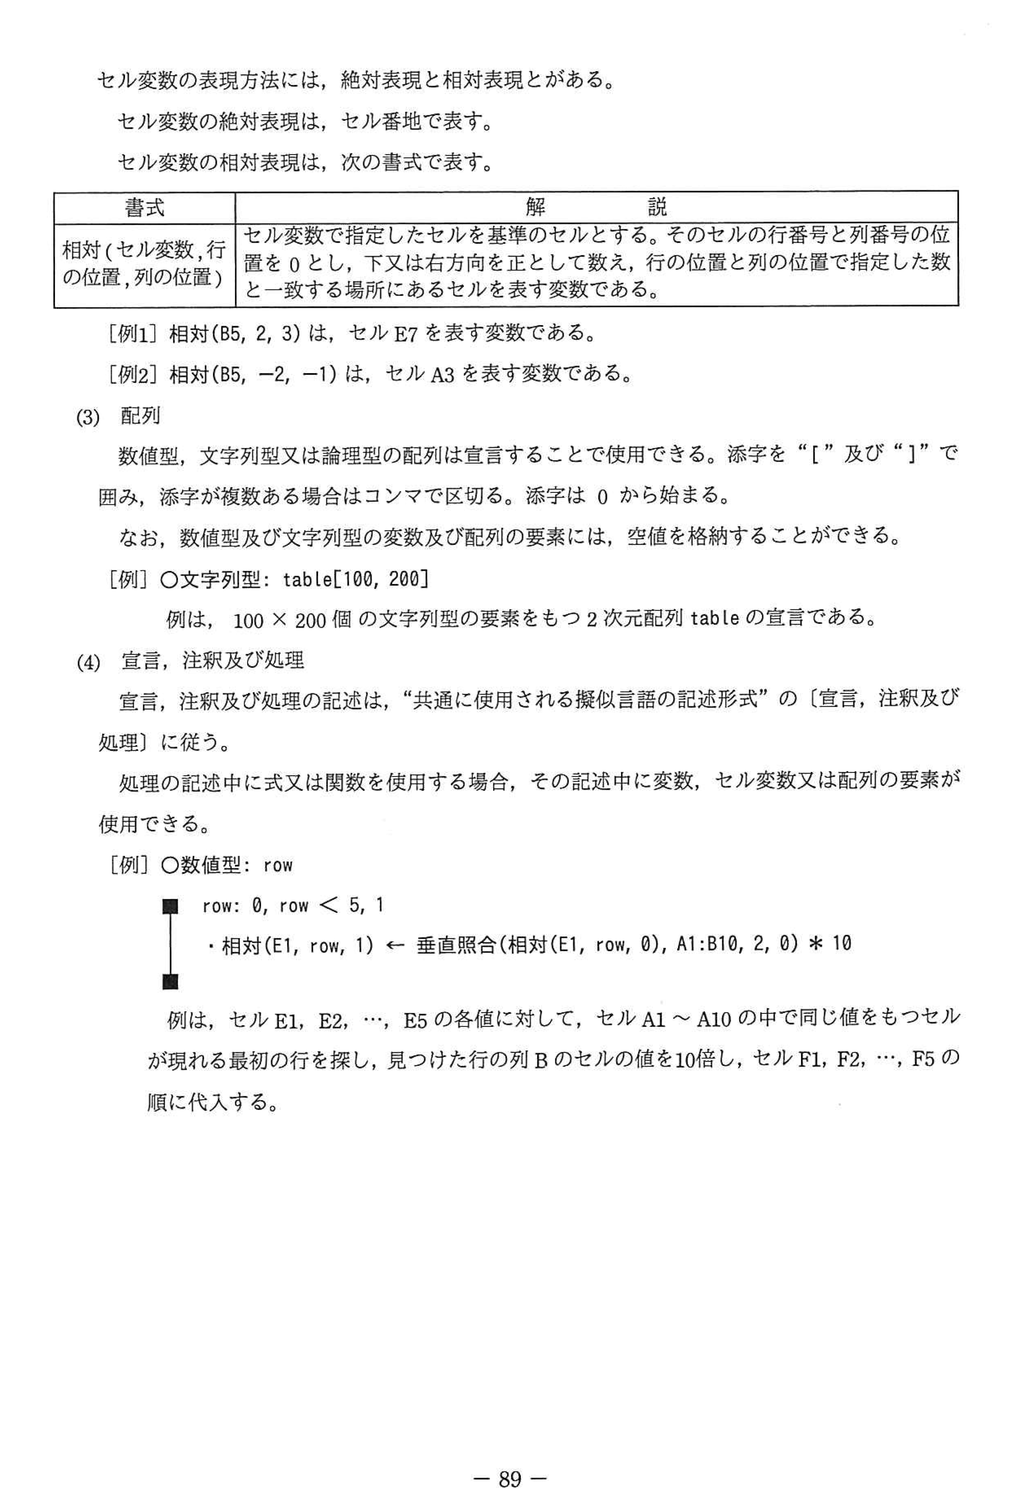 セル変数の表現方法には，絶対表現と相対表現とがある。
セル変数の絶対表現は，セル番地で表す。
セル変数の相対表現は，次の書式で表す。
書式 解 説
相対(セル変数,行の位置,列の位置)
セル変数で指定したセルを基準のセルとする。そのセルの行番号と列番号の位
置を 0 とし，下又は右方向を正として数え，行の位置と列の位置で指定した数
と一致する場所にあるセルを表す変数である。
［例1］相対(B5, 2, 3) は，セル E7 を表す変数である。
［例2］相対(B5, －2, －1) は，セル A3 を表す変数である。
(3) 配列
数値型，文字列型又は論理型の配列は宣言することで使用できる。添字を “[” 及び “]” で
囲み，添字が複数ある場合はコンマで区切る。添字は 0 から始まる。
なお，数値型及び文字列型の変数及び配列の要素には，空値を格納することができる。
［例］○文字列型: table[100, 200]
例は， 100 × 200 個 の文字列型の要素をもつ 2 次元配列 table の宣言である。
(4) 宣言，注釈及び処理
宣言，注釈及び処理の記述は，“共通に使用される擬似言語の記述形式” の〔宣言，注釈及び
処理〕に従う。
処理の記述中に式又は関数を使用する場合，その記述中に変数，セル変数又は配列の要素が
使用できる。
［例］○数値型: row
■ row: 0, row ＜ 5, 1
・相対(E1, row, 1) ← 垂直照合(相対(E1, row, 0), A1:B10, 2, 0) ＊ 10
■
例は，セル E1，E2，…，E5 の各値に対して，セル A1 ～ A10 の中で同じ値をもつセル
が現れる最初の行を探し，見つけた行の列 B のセルの値を10倍し，セル F1，F2，…，F5 の
順に代入する。
－ 89 －